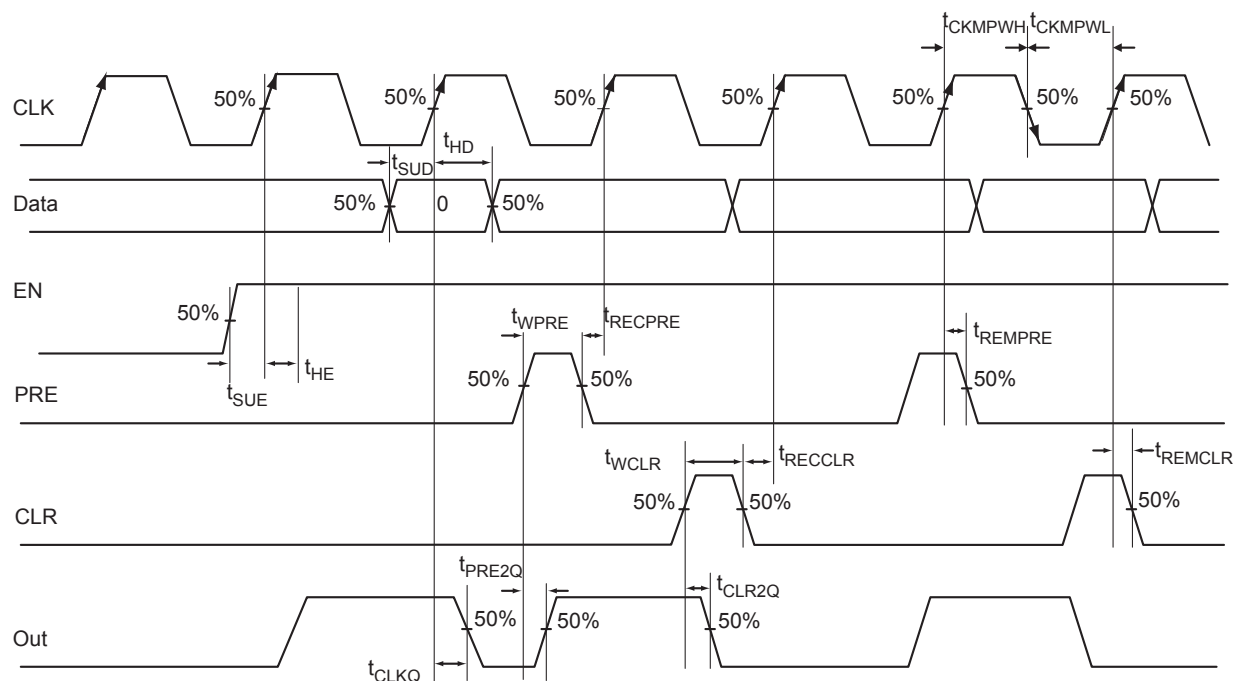 tCKMPWH tCKMPWL
CLK
50% 50% 50% 50% 50% 50% 50%
tSUD tHD
Data
50% 0 50%
EN
50%
tSUE tHE
tWPRE tRECPRE
tREMPRE
PRE
50% 50% 50%
tWCLR tRECCLR
tREMCLR
CLR
50% 50% 50%
tPRE2Q
tCLR2Q
Out
50% 50% 50%
tCLKQ